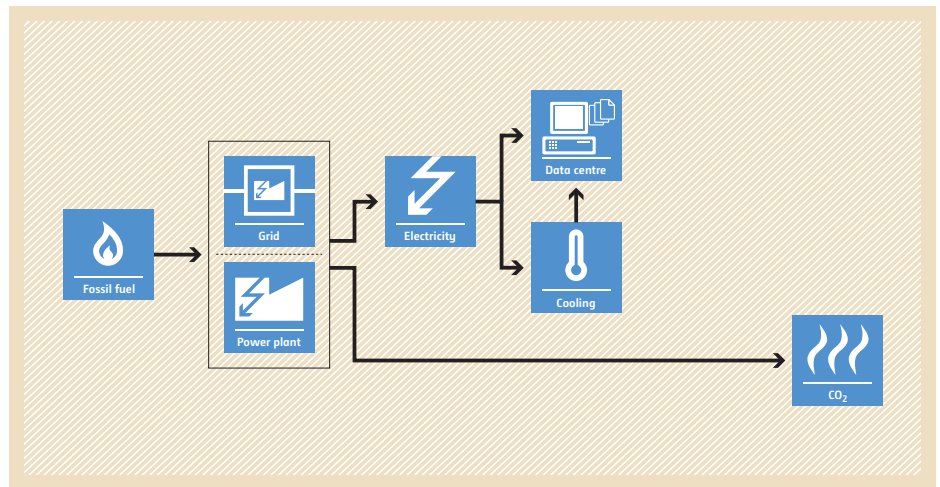 Data centre
Grid
Electricity
Fossil fuel
Cooling
Power plant
CO₂